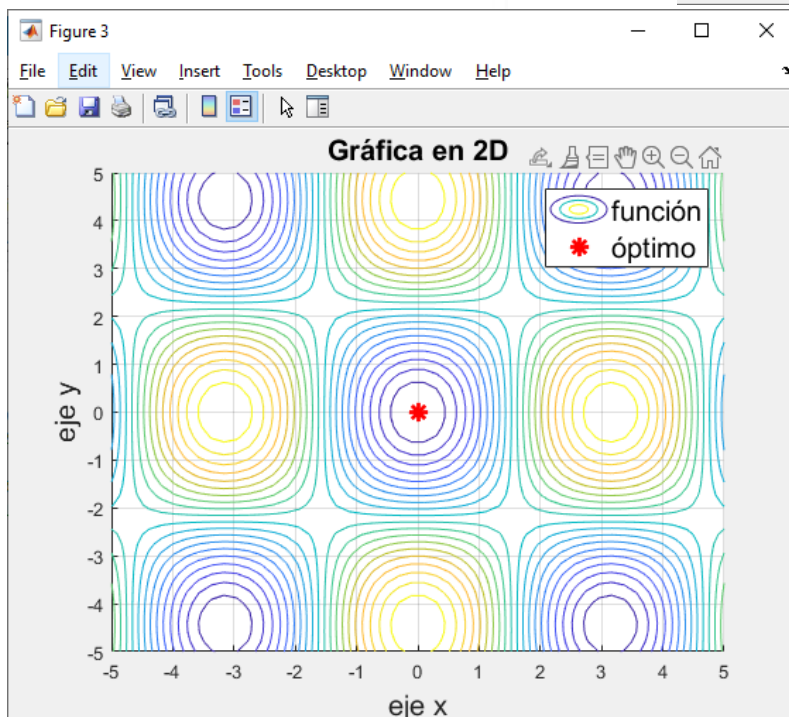 Figure 3
File Edit View Insert Tools Desktop Window Help
Gráfica en 2D
función
óptimo
5
4
3
2
1
0
-1
-2
-3
-4
-5
eje y
-5 -4 -3 -2 -1 0 1 2 3 4 5
eje x